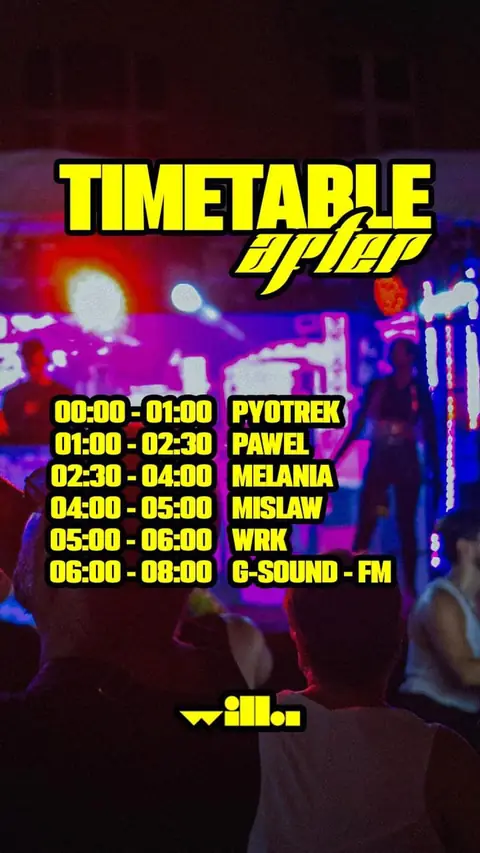 TIMETABLE
after
00:00 - 01:00 PYOTREK
01:00 - 02:30 PAWEL
02:30 - 04:00 MELANIA
04:00 - 05:00 MISLAW
05:00 - 06:00 WRK
06:00 - 08:00 G-SOUND - FM
willa